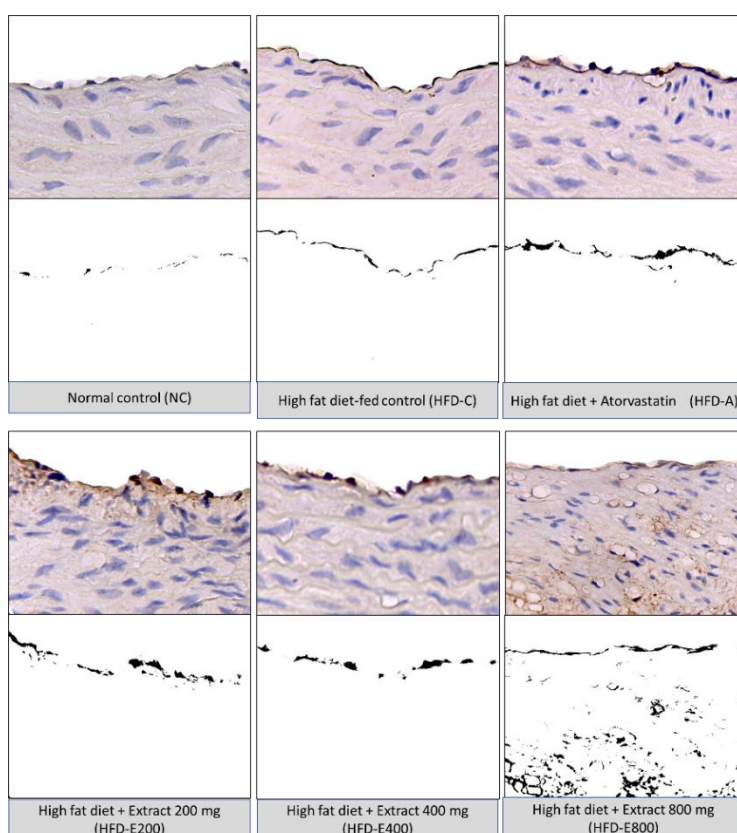 Normal control (NC)
High fat diet-fed control (HFD-C)
High fat diet + Atorvastatin (HFD-A)
High fat diet + Extract 200 mg
(HFD-E200)
High fat diet + Extract 400 mg
(HFD-E400)
High fat diet + Extract 800 mg
(HFD-E800)